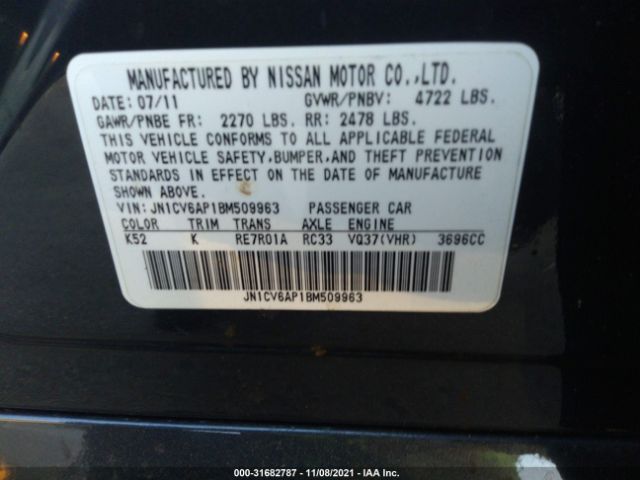 MANUFACTURED BY NISSAN MOTOR CO.,LTD.
DATE: 07/11 GVWR/PNBV: 4722 LBS.
GAWR/PNBE FR: 2270 LBS. RR: 2478 LBS.
THIS VEHICLE CONFORMS TO ALL APPLICABLE FEDERAL
MOTOR VEHICLE SAFETY,BUMPER,AND THEFT PREVENTION
STANDARDS IN EFFECT ON THE DATE OF MANUFACTURE
SHOWN ABOVE.
VIN: JN1CV6AP1BM509963 PASSENGER CAR
COLOR TRIM TRANS AXLE ENGINE
K52 K RE7R01A RC33 VQ37(VHR) 3696CC
JN1CV6AP1BM509963
000-31682787 - 11/08/2021 - IAA Inc.